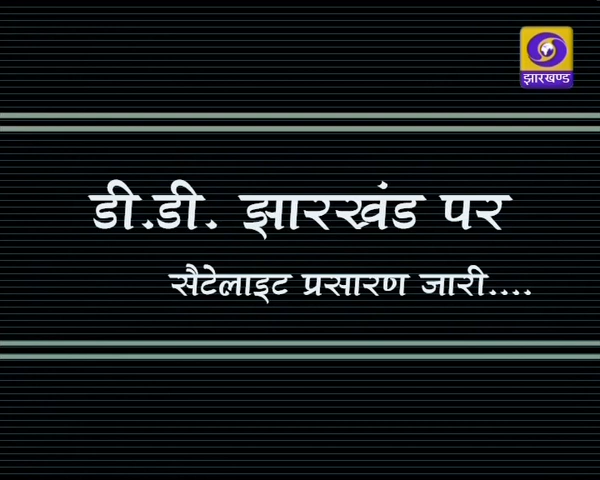 झारखण्ड
डी.डी. झारखंड पर
सैटेलाइट प्रसारण जारी....